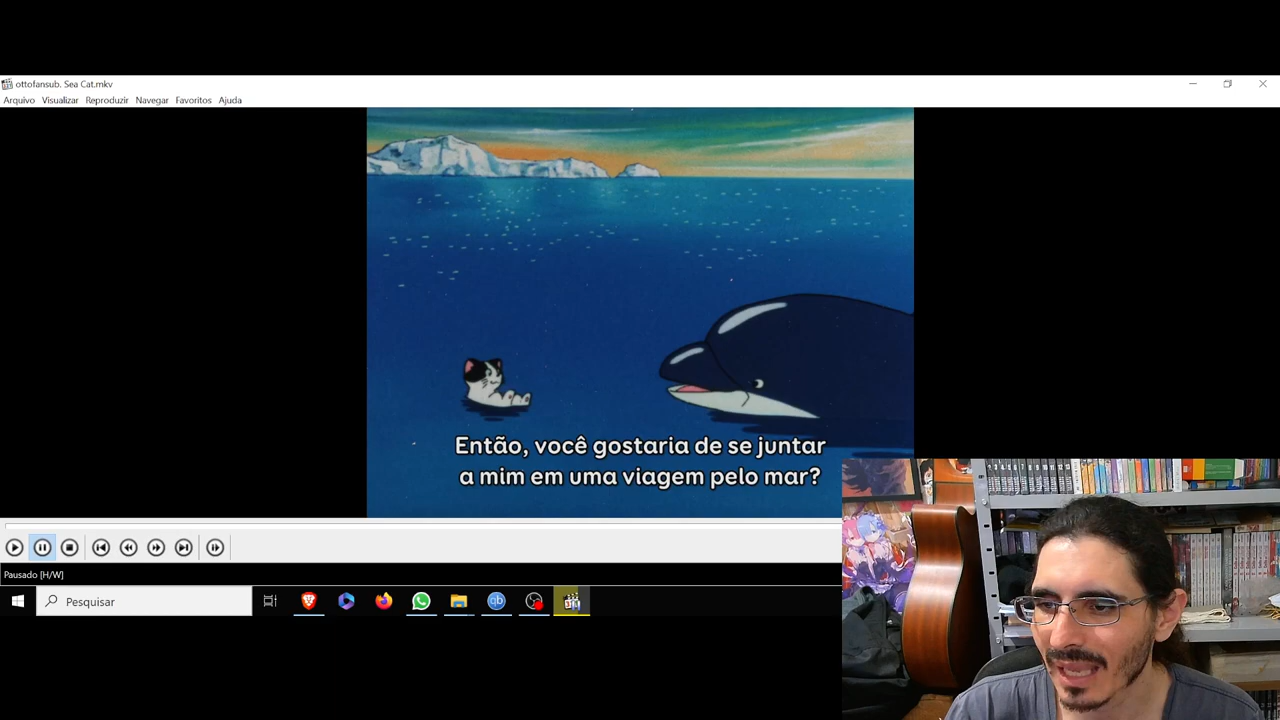 ottofansub. Sea Cat.mkv
Arquivo Visualizar Reproduzir Navegar Favoritos Ajuda
Então, você gostaria de se juntar
a mim em uma viagem pelo mar?
Pausado [H/W]
Pesquisar
qb